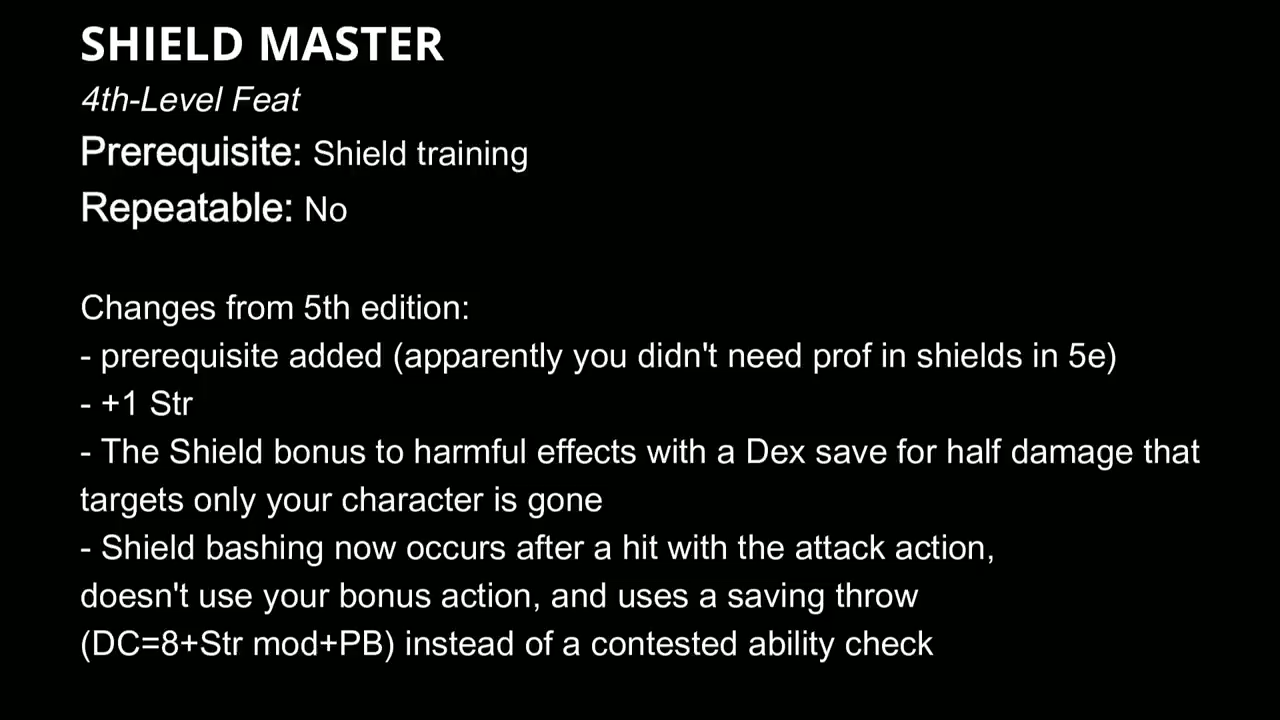 SHIELD MASTER
4th-Level Feat
Prerequisite: Shield training
Repeatable: No
Changes from 5th edition:
- prerequisite added (apparently you didn't need prof in shields in 5e)
- +1 Str
- The Shield bonus to harmful effects with a Dex save for half damage that
targets only your character is gone
- Shield bashing now occurs after a hit with the attack action,
doesn't use your bonus action, and uses a saving throw
(DC=8+Str mod+PB) instead of a contested ability check